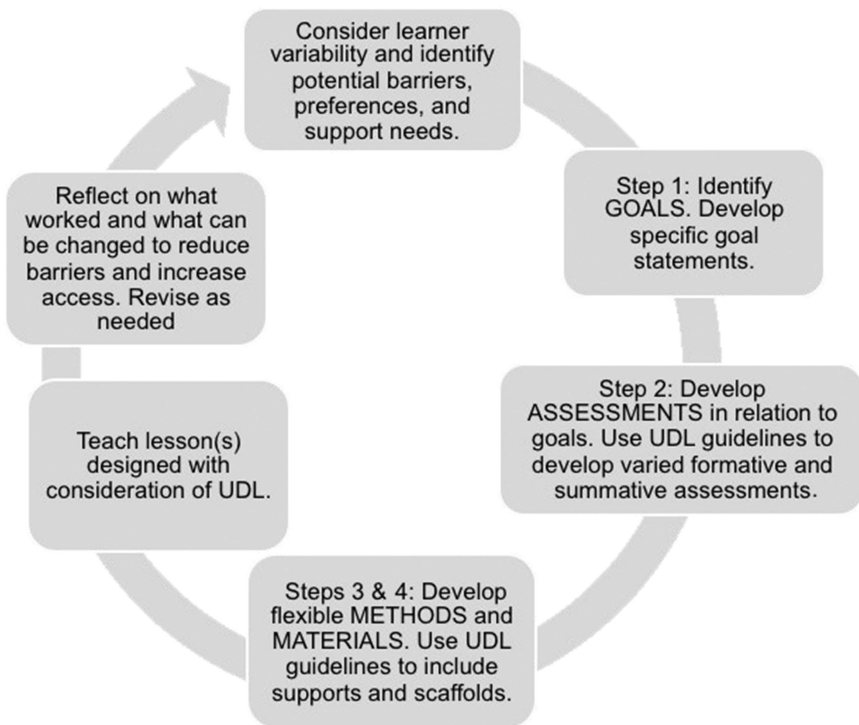 Consider learner
variability and identify
potential barriers,
preferences, and
support needs.
Step 1: Identify
GOALS. Develop
specific goal
statements.
Step 2: Develop
ASSESSMENTS in relation to
goals. Use UDL guidelines to
develop varied formative and
summative assessments.
Steps 3 & 4: Develop
flexible METHODS and
MATERIALS. Use UDL
guidelines to include
supports and scaffolds.
Teach lesson(s)
designed with
consideration of UDL.
Reflect on what
worked and what can
be changed to reduce
barriers and increase
access. Revise as
needed